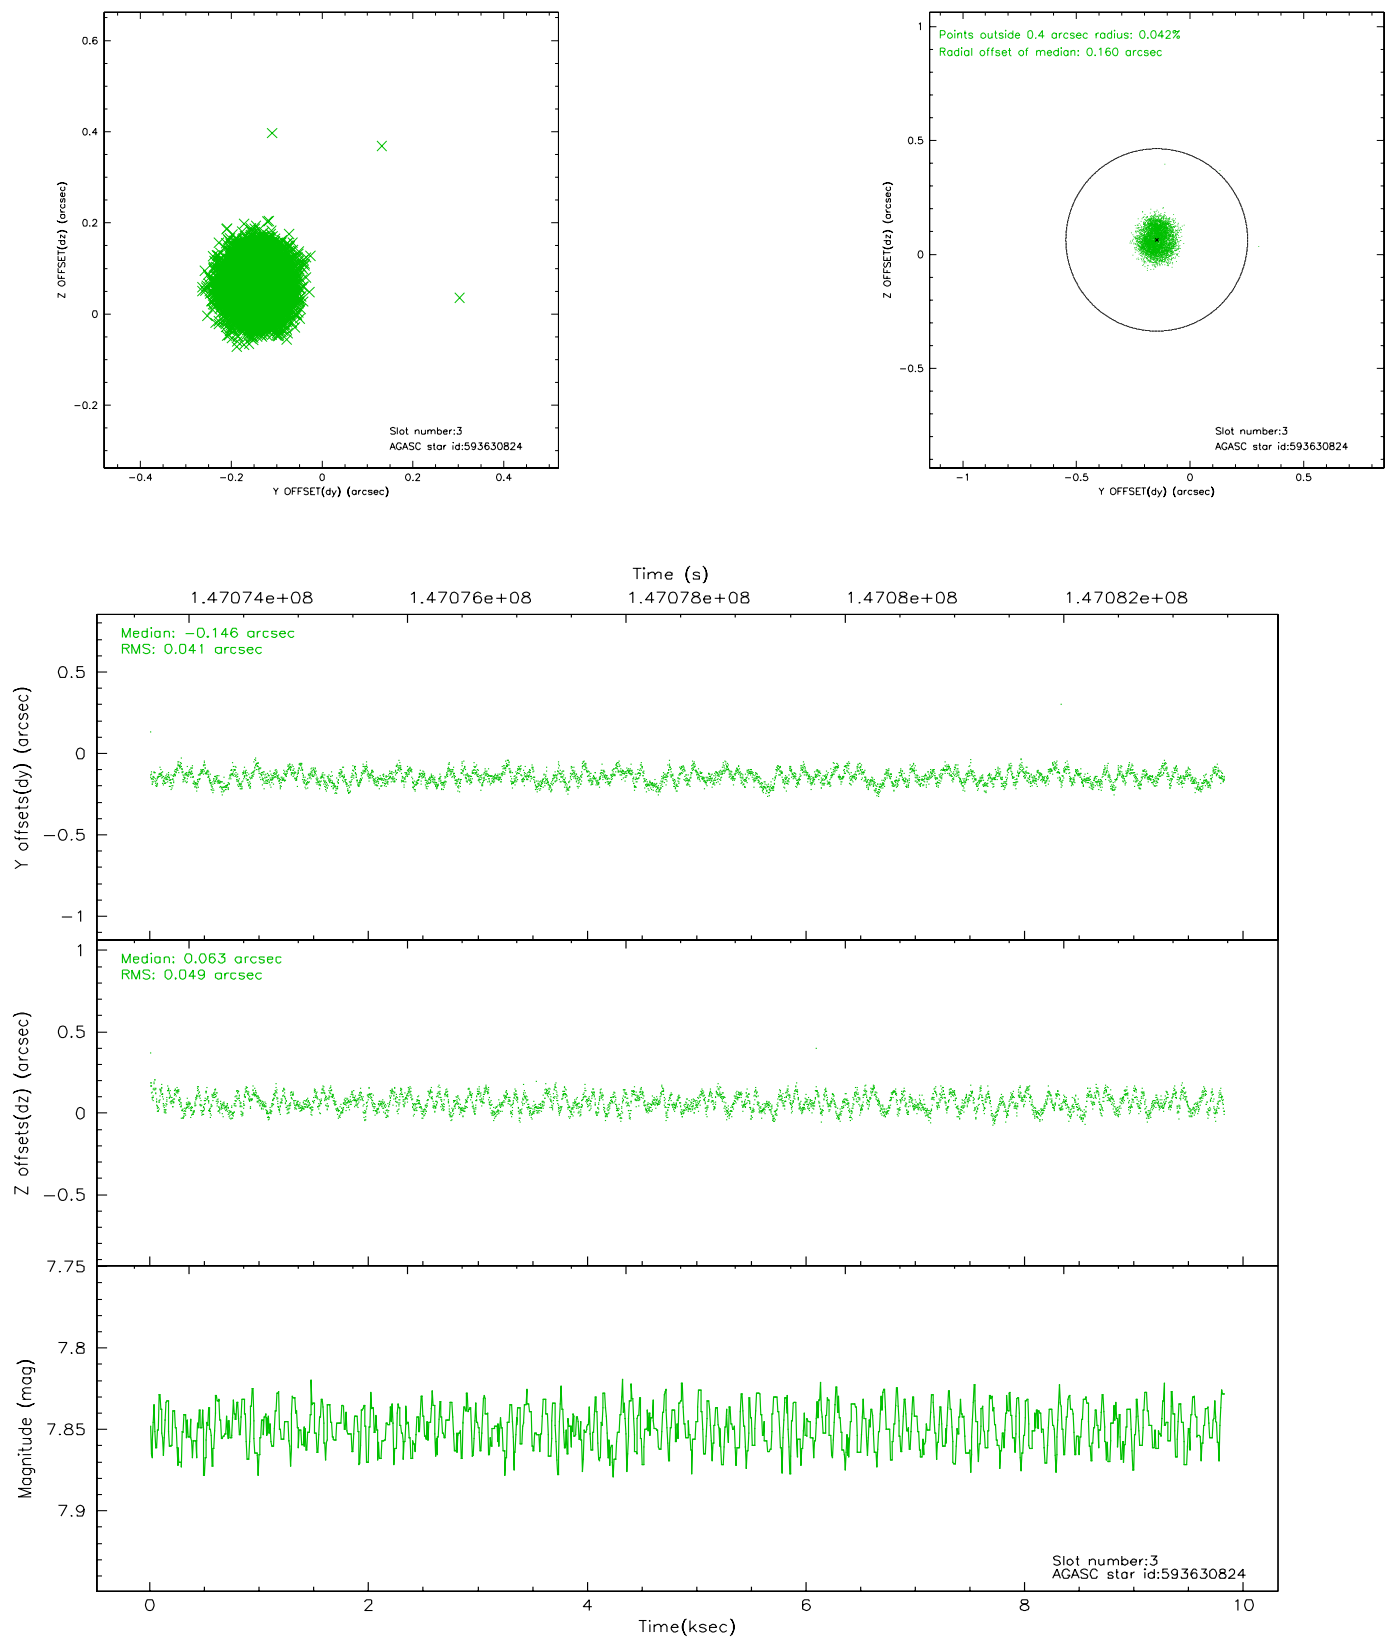 0.6
0.4
0.2
0
−0.2
Z OFFSET(dz) (arcsec)
Slot number:3
AGASC star id:593630824
−0.4 −0.2 0 0.2 0.4
Y OFFSET(dy) (arcsec)
Points outside 0.4 arcsec radius: 0.042%
Radial offset of median: 0.160 arcsec
1
0.5
0
−0.5
Z OFFSET(dz) (arcsec)
Slot number:3
AGASC star id:593630824
−1 −0.5 0 0.5
Y OFFSET(dy) (arcsec)
Time (s)
1.47074e+08 1.47076e+08 1.47078e+08 1.4708e+08 1.47082e+08
Median: −0.146 arcsec
RMS: 0.041 arcsec
0.5
0
−0.5
−1
Y offsets(dy) (arcsec)
Median: 0.063 arcsec
RMS: 0.049 arcsec
1
0.5
0
−0.5
Z offsets(dz) (arcsec)
7.75
7.8
7.85
7.9
Magnitude (mag)
Slot number:3
AGASC star id:593630824
0 2 4 6 8 10
Time(ksec)